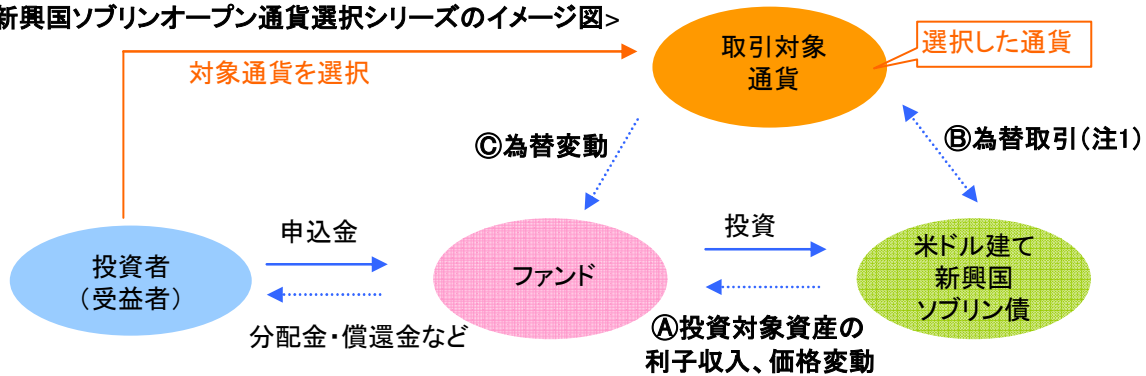 新興国ソブリンオープン通貨選択シリーズのイメージ図>
取引対象
通貨
選択した通貨
対象通貨を選択
Ⓒ為替変動
Ⓑ為替取引(注1)
申込金
投資
投資者
(受益者)
ファンド
米ドル建て
新興国
ソブリン債
分配金・償還金など
Ⓐ投資対象資産の
利子収入、価格変動